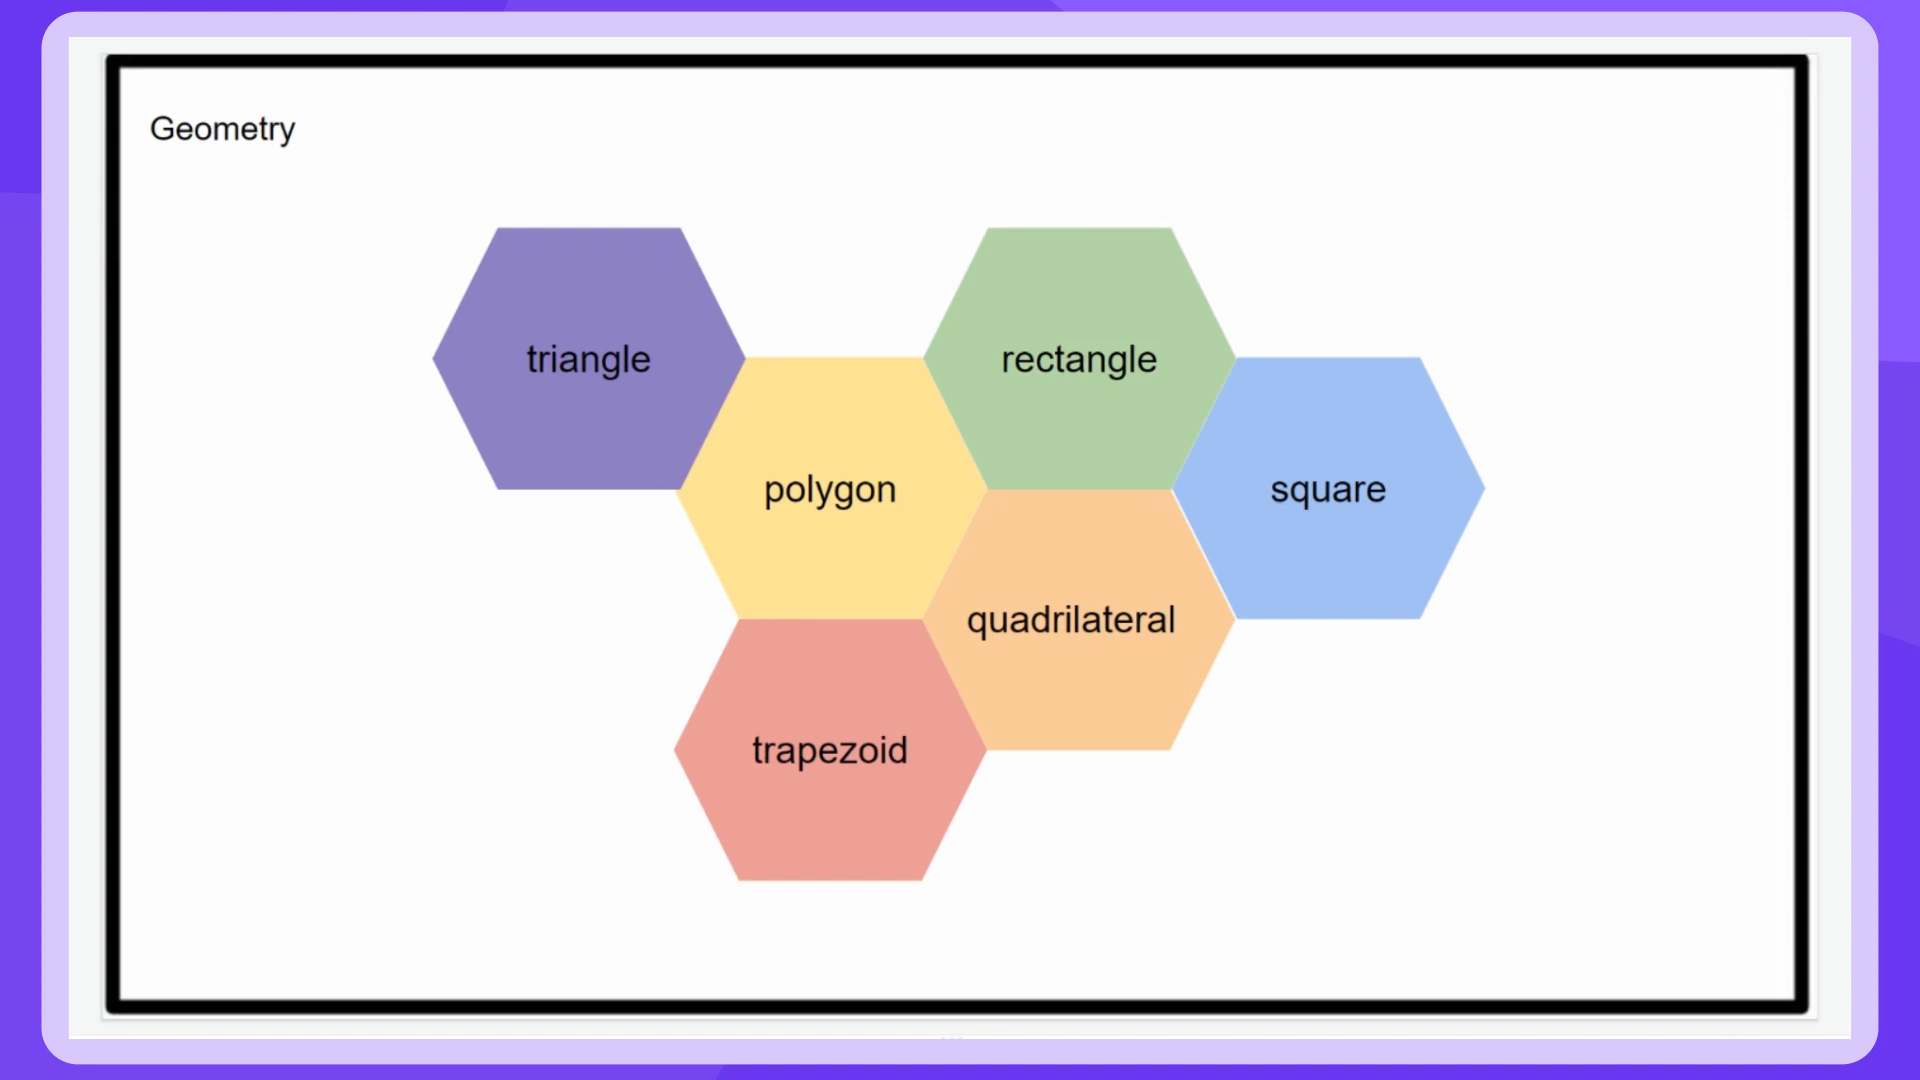 Geometry
triangle
rectangle
polygon
square
quadrilateral
trapezoid